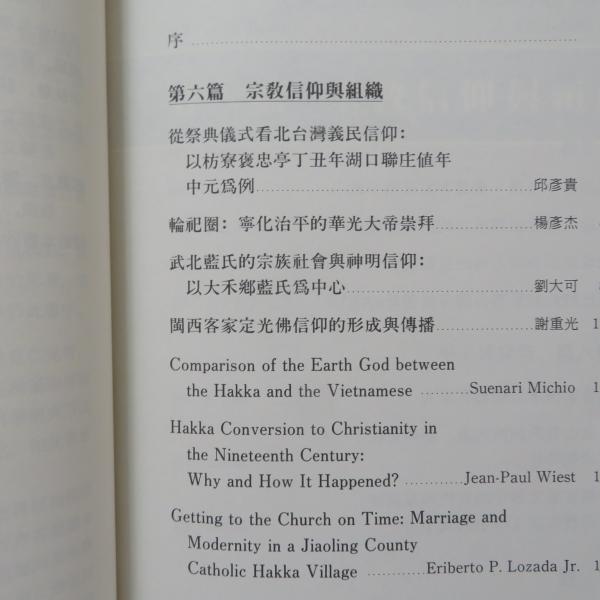 序
第六篇 宗敎信仰與組織
從祭典儀式看北台灣義民信仰：
以枋寮褒忠亭丁丑年湖口聯庄值年
中元爲例 邱彥貴
輪祀圈：寧化治平的華光大帝崇拜 楊彥杰
武北藍氏的宗族社會與神明信仰：
以大禾鄉藍氏爲中心 劉大可
閩西客家定光佛信仰的形成與傳播 謝重光 1
Comparison of the Earth God between
the Hakka and the Vietnamese Suenari Michio 1
Hakka Conversion to Christianity in
the Nineteenth Century:
Why and How It Happened? Jean-Paul Wiest 1
Getting to the Church on Time: Marriage and
Modernity in a Jiaoling County
Catholic Hakka Village Eriberto P. Lozada Jr. 1